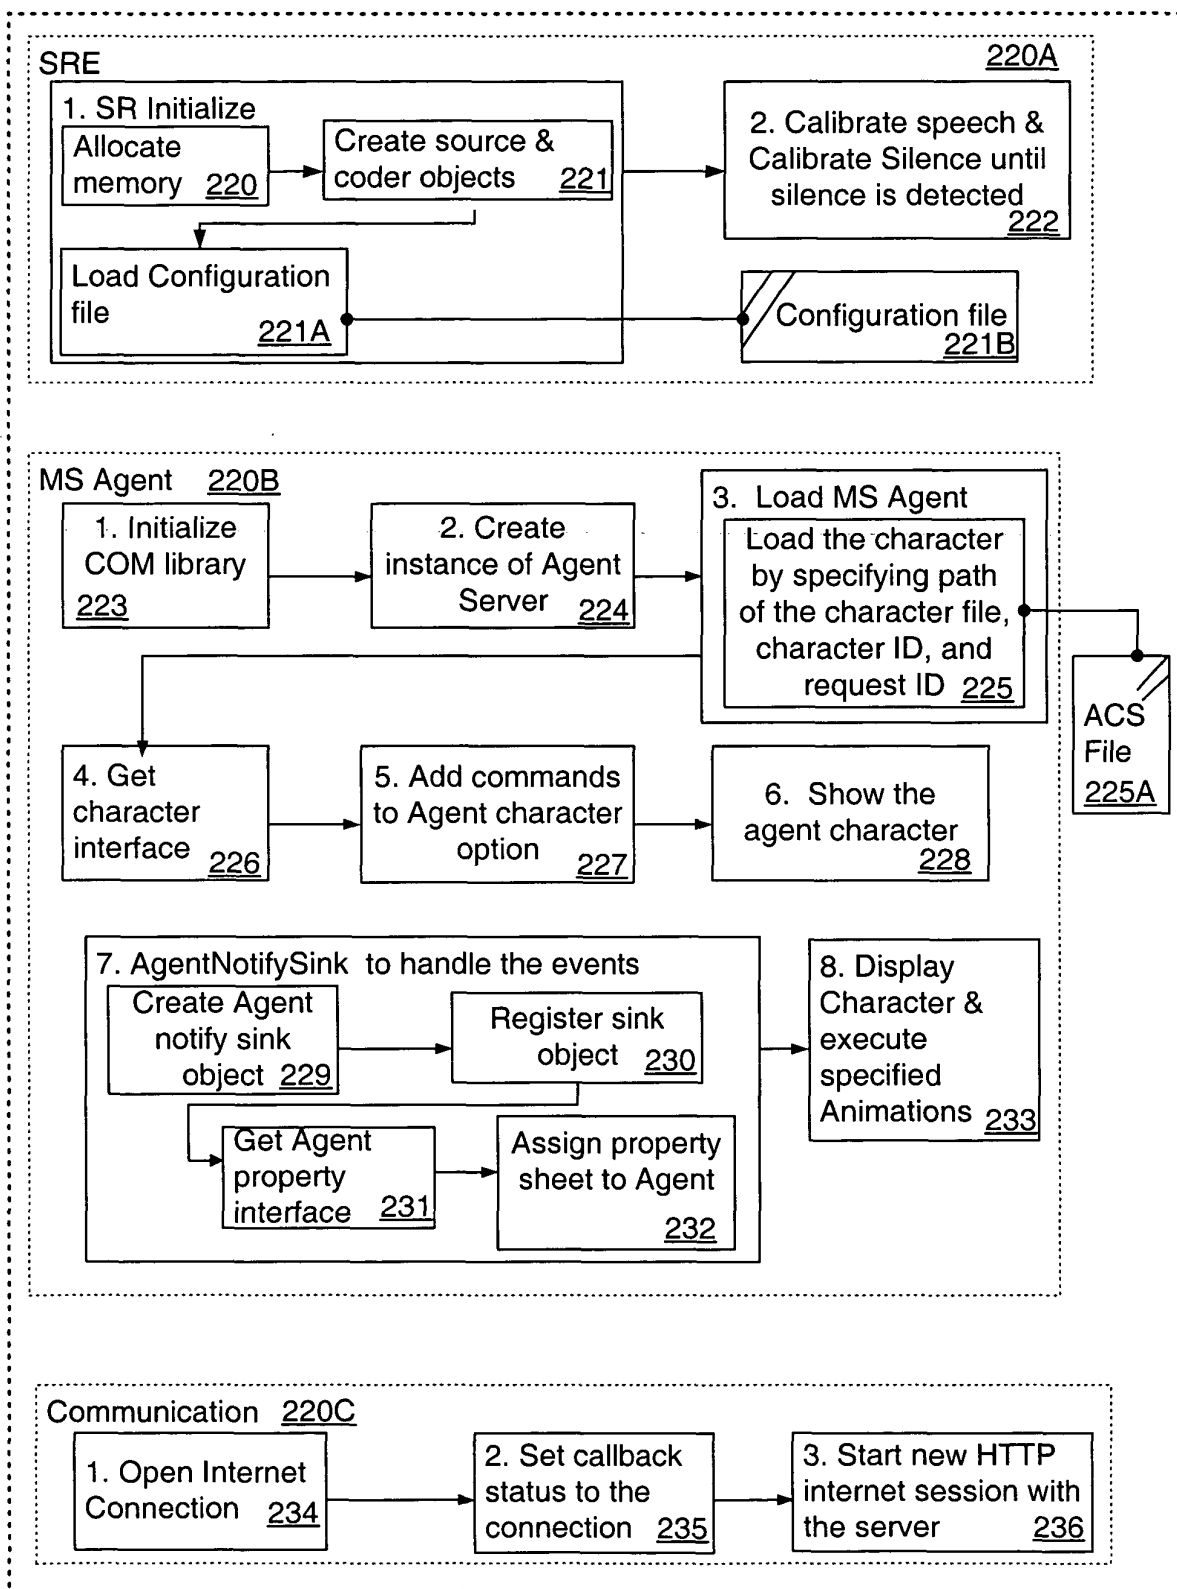 SRE
220A
1. SR Initialize
Allocate
memory 220
Create source &
coder objects 221
2. Calibrate speech &
Calibrate Silence until
silence is detected
222
Load Configuration
file
221A
Configuration file
221B
MS Agent 220B
1. Initialize
COM library
223
2. Create
instance of Agent
Server 224
3. Load MS Agent
Load the character
by specifying path
of the character file,
character ID, and
request ID 225
ACS
File
225A
4. Get
character
interface 226
5. Add commands
to Agent character
option 227
6. Show the
agent character
228
7. AgentNotifySink to handle the events
Create Agent
notify sink
object 229
Register sink
object 230
Get Agent
property
interface 231
Assign property
sheet to Agent
232
8. Display
Character &
execute
specified
Animations 233
Communication 220C
1. Open Internet
Connection 234
2. Set callback
status to the
connection 235
3. Start new HTTP
internet session with
the server 236